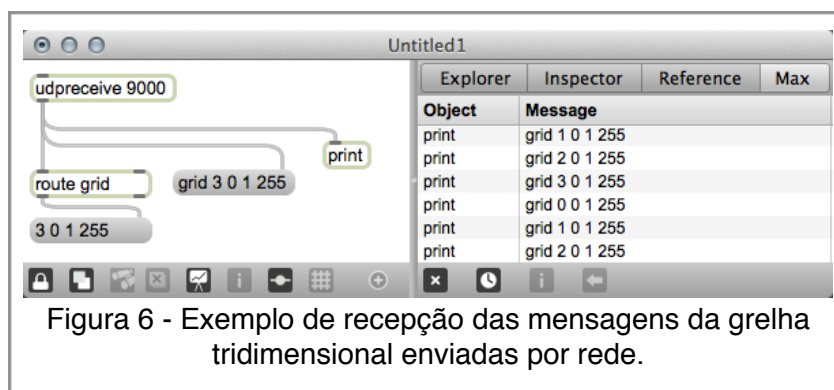 Untitled1
udpreceive 9000
print
route grid
grid 3 0 1 255
3 0 1 255
Explorer Inspector Reference Max
Object Message
print grid 1 0 1 255
print grid 2 0 1 255
print grid 3 0 1 255
print grid 0 0 1 255
print grid 1 0 1 255
print grid 2 0 1 255
Figura 6 - Exemplo de recepção das mensagens da grelha
tridimensional enviadas por rede.